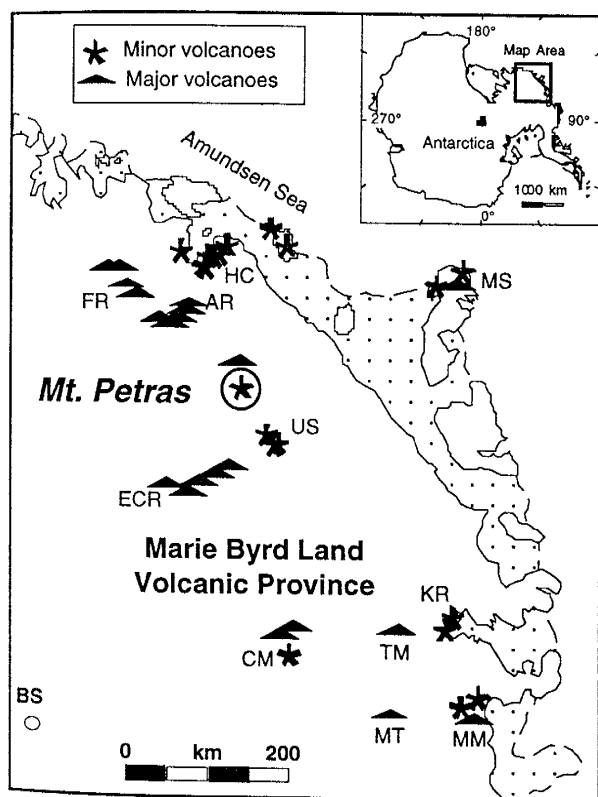 Minor volcanoes
Major volcanoes
180°
Map Area
270°
90°
Antarctica
1000 km
0°
Amundsen Sea
HC
MS
FR
AR
Mt. Petras
US
ECR
Marie Byrd Land
Volcanic Province
KR
CM
TM
BS
MT
MM
0 km 200